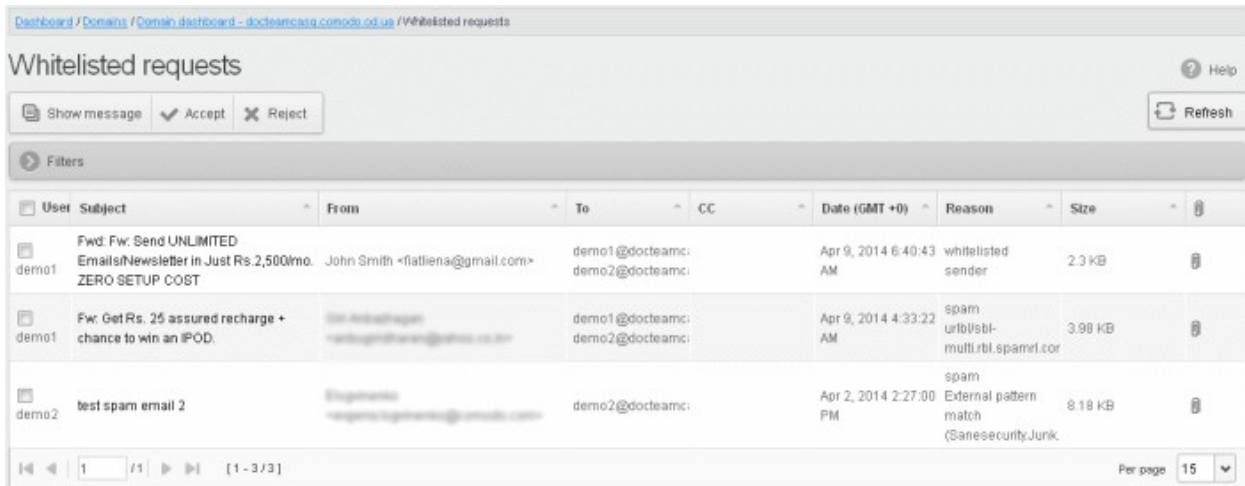 Dashboard / Domains / Domain dashboard - docteamcasg.comodo.od.ua / Whitelisted requests
Whitelisted requests
Help
Show message Accept Reject
Refresh
Filters
User Subject From To CC Date (GMT +0) Reason Size
demo1
Fwd: Fw: Send UNLIMITED
Emails/Newsletter in Just Rs.2,500/mo.
ZERO SETUP COST
John Smith <fiatliena@gmail.com>
demo1@docteamc
demo2@docteamc
Apr 9, 2014 6:40:43
AM
whitelisted
sender
2.3 KB
demo1
Fw: Get Rs. 25 assured recharge +
chance to win an IPOD.
demo1@docteamc
demo2@docteamc
Apr 9, 2014 4:33:22
AM
spam
urlbl/sbl-
multi.rbl.spamrl.cor
3.98 KB
demo2
test spam email 2
demo2@docteamc
Apr 2, 2014 2:27:00
PM
spam
External pattern
match
(Sanesecurity.Junk.
8.18 KB
1 /1 [1 - 3 / 3]
Per page 15